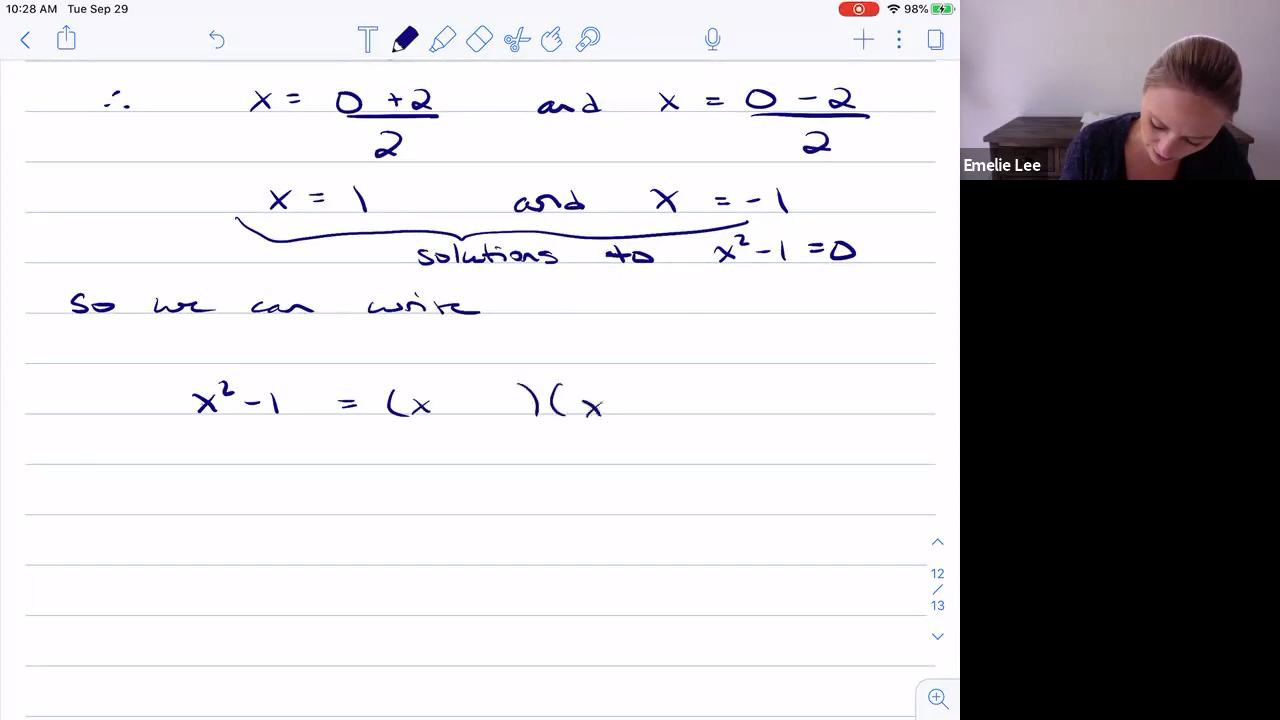 10:28 AM Tue Sep 29 98%
T
∴ x = 0 + 2 / 2 and x = 0 - 2 / 2
Emelie Lee
x = 1 and x = -1
solutions to x² - 1 = 0
So we can write
x² - 1 = (x )( x
12
/
13